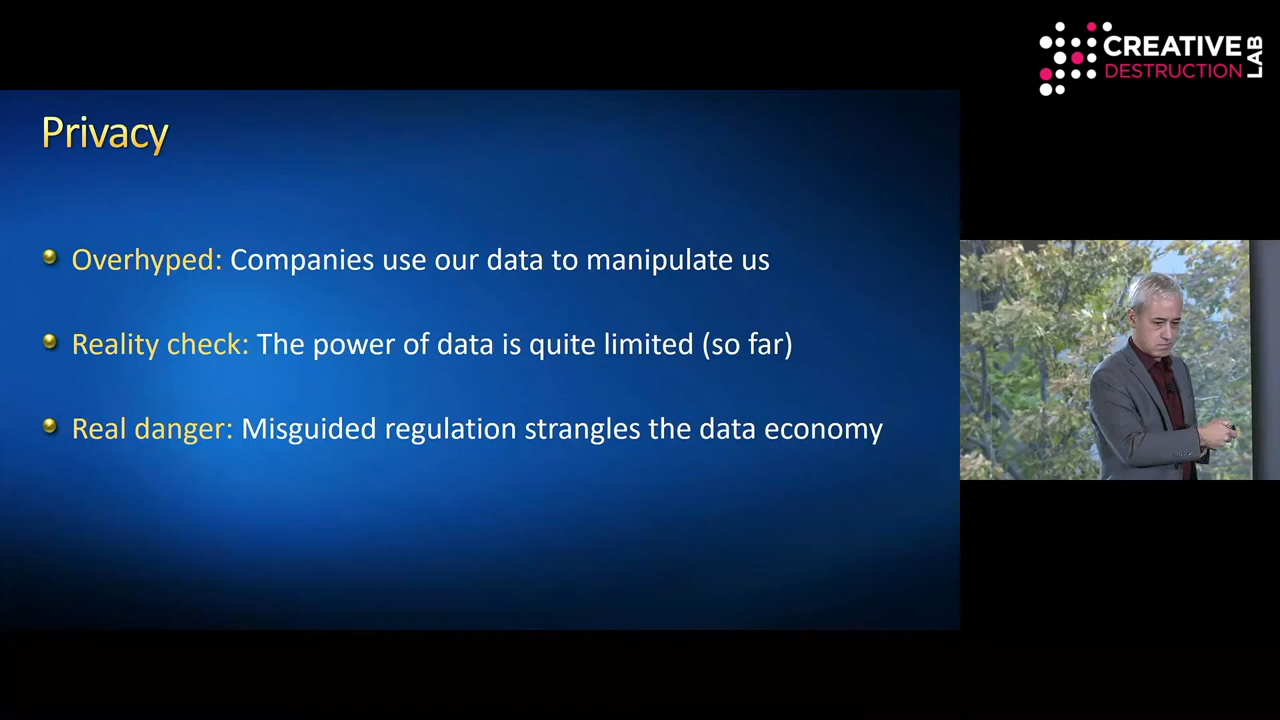 CREATIVE
DESTRUCTION
LAB
Privacy
Overhyped: Companies use our data to manipulate us
Reality check: The power of data is quite limited (so far)
Real danger: Misguided regulation strangles the data economy